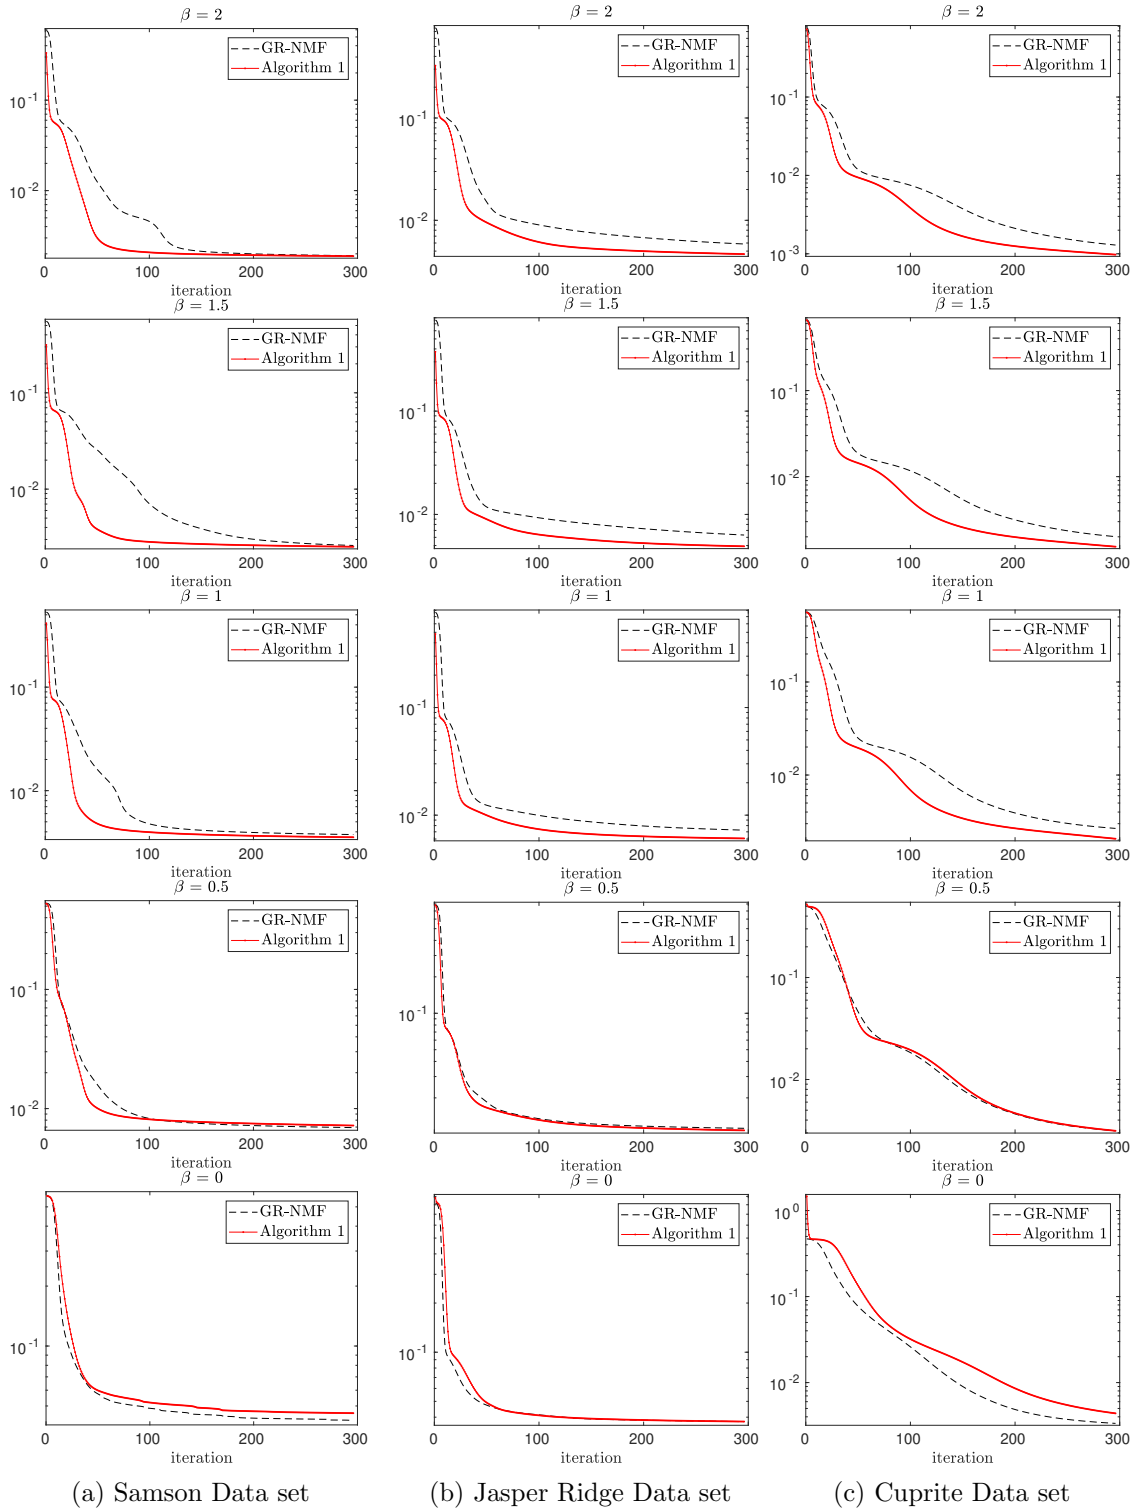 β = 2
β = 2
β = 2
GR-NMF
Algorithm 1
10^-1
10^-2
0 100 200 300
iteration
GR-NMF
Algorithm 1
10^-1
10^-2
0 100 200 300
iteration
GR-NMF
Algorithm 1
10^-1
10^-2
10^-3
0 100 200 300
iteration
β = 1.5
β = 1.5
β = 1.5
GR-NMF
Algorithm 1
10^-1
10^-2
0 100 200 300
iteration
GR-NMF
Algorithm 1
10^-1
10^-2
0 100 200 300
iteration
GR-NMF
Algorithm 1
10^-1
10^-2
0 100 200 300
iteration
β = 1
β = 1
β = 1
GR-NMF
Algorithm 1
10^-1
10^-2
0 100 200 300
iteration
GR-NMF
Algorithm 1
10^-1
10^-2
0 100 200 300
iteration
GR-NMF
Algorithm 1
10^-1
10^-2
0 100 200 300
iteration
β = 0.5
β = 0.5
β = 0.5
GR-NMF
Algorithm 1
10^-1
10^-2
0 100 200 300
iteration
GR-NMF
Algorithm 1
10^-1
0 100 200 300
iteration
GR-NMF
Algorithm 1
10^-1
10^-2
0 100 200 300
iteration
β = 0
β = 0
β = 0
GR-NMF
Algorithm 1
10^-1
0 100 200 300
iteration
GR-NMF
Algorithm 1
10^-1
0 100 200 300
iteration
GR-NMF
Algorithm 1
10^0
10^-1
10^-2
0 100 200 300
iteration
(a) Samson Data set
(b) Jasper Ridge Data set
(c) Cuprite Data set